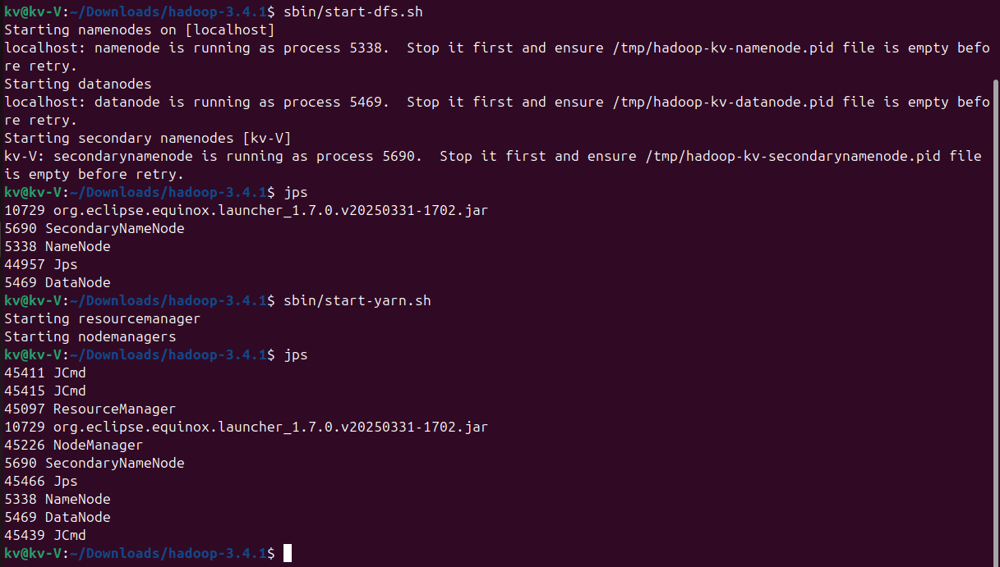 kv@kv-V:~/Downloads/hadoop-3.4.1$ sbin/start-dfs.sh
Starting namenodes on [localhost]
localhost: namenode is running as process 5338.  Stop it first and ensure /tmp/hadoop-kv-namenode.pid file is empty befo
re retry.
Starting datanodes
localhost: datanode is running as process 5469.  Stop it first and ensure /tmp/hadoop-kv-datanode.pid file is empty befo
re retry.
Starting secondary namenodes [kv-V]
kv-V: secondarynamenode is running as process 5690.  Stop it first and ensure /tmp/hadoop-kv-secondarynamenode.pid file
is empty before retry.
kv@kv-V:~/Downloads/hadoop-3.4.1$ jps
10729 org.eclipse.equinox.launcher_1.7.0.v20250331-1702.jar
5690 SecondaryNameNode
5338 NameNode
44957 Jps
5469 DataNode
kv@kv-V:~/Downloads/hadoop-3.4.1$ sbin/start-yarn.sh
Starting resourcemanager
Starting nodemanagers
kv@kv-V:~/Downloads/hadoop-3.4.1$ jps
45411 JCmd
45415 JCmd
45097 ResourceManager
10729 org.eclipse.equinox.launcher_1.7.0.v20250331-1702.jar
45226 NodeManager
5690 SecondaryNameNode
45466 Jps
5338 NameNode
5469 DataNode
45439 JCmd
kv@kv-V:~/Downloads/hadoop-3.4.1$